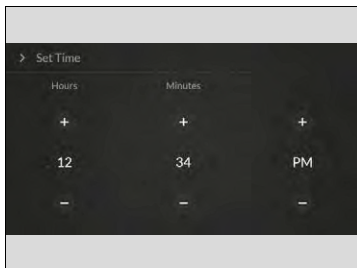 > Set Time
Hours Minutes
+ + +
12 34 PM
− − −